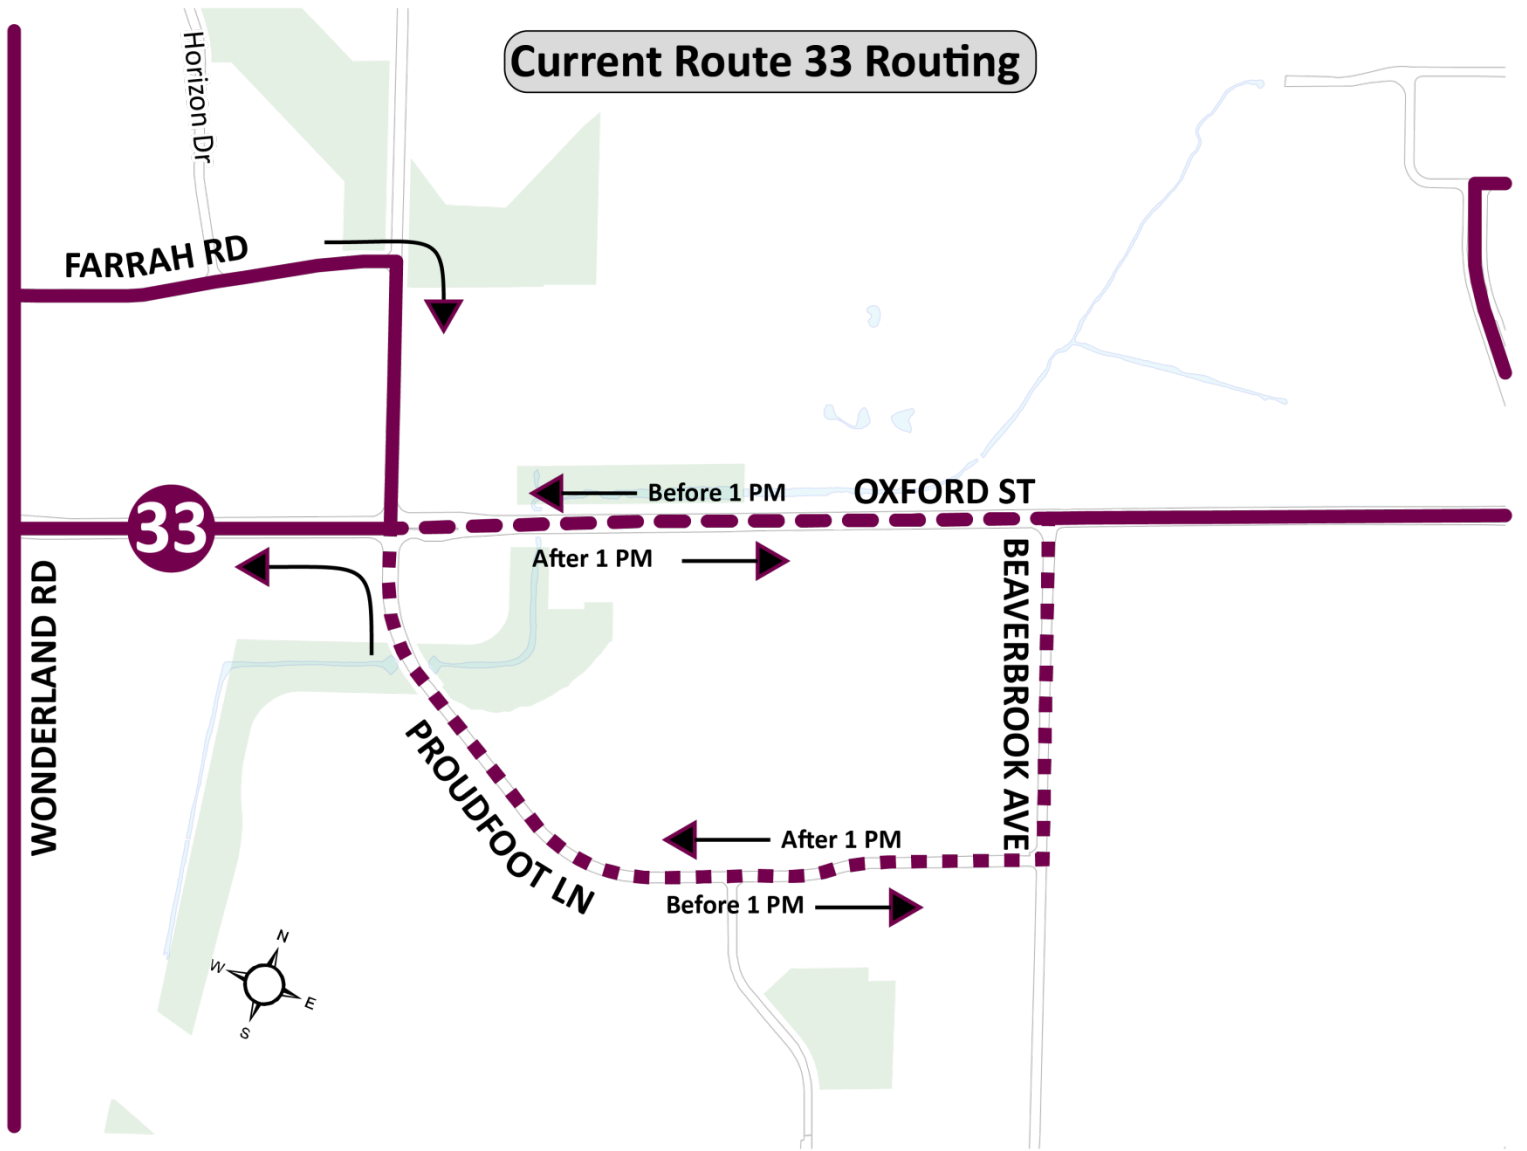 Current Route 33 Routing
Horizon Dr
FARRAH RD
Before 1 PM
OXFORD ST
33
After 1 PM
WONDERLAND RD
BEAVERBROOK AVE
PROUDFOOT LN
After 1 PM
Before 1 PM
N
W
E
S